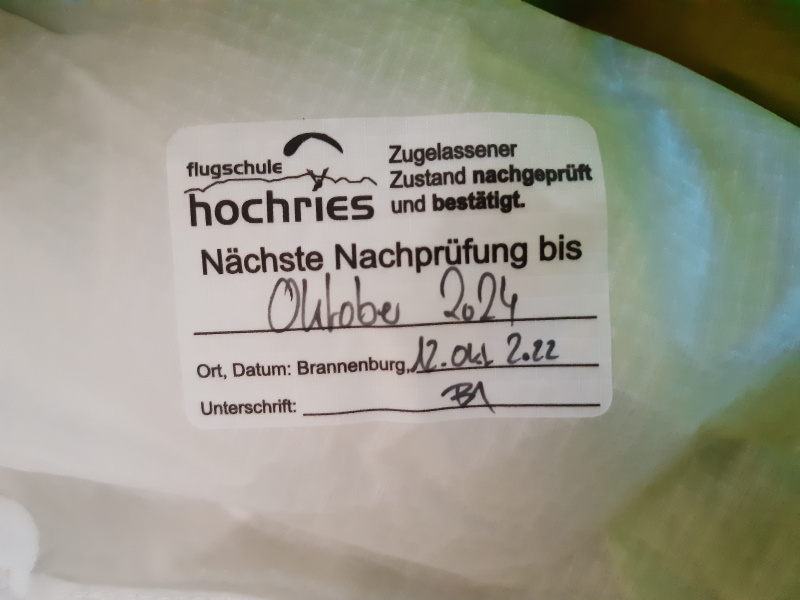 flugschule
hochries
Zugelassener
Zustand nachgeprüft
und bestätigt.
Nächste Nachprüfung bis
Oktober 2024
Ort, Datum: Brannenburg, 12. Okt 2022
Unterschrift: